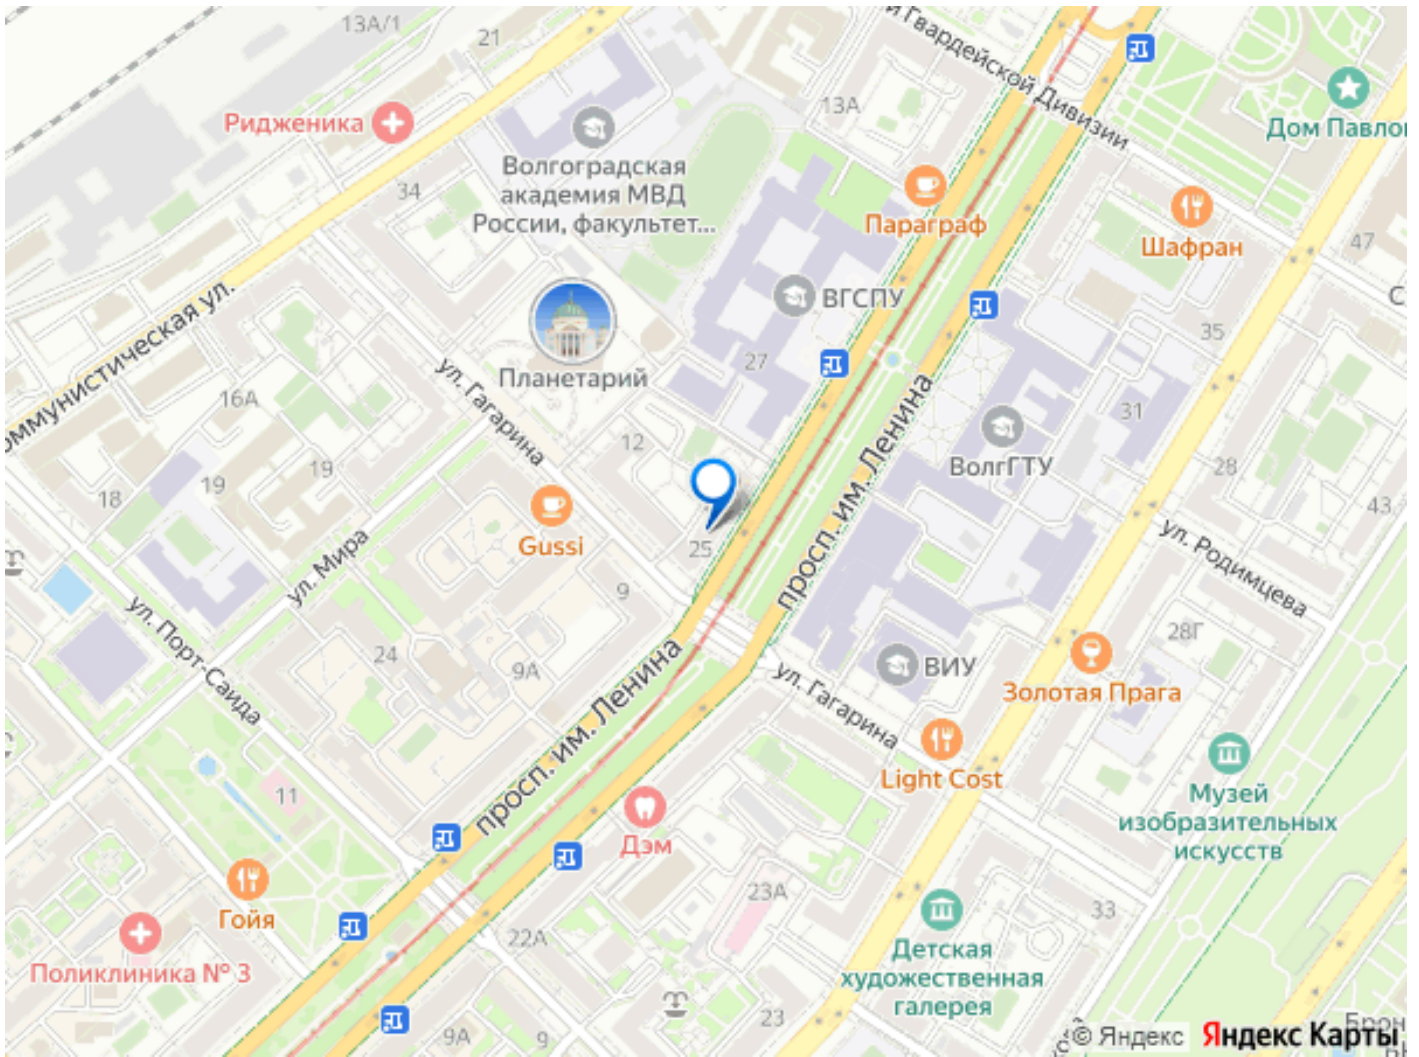 13А/1
21
й Гвардейской Дивизии
13А
Дом Павло
Ридженика
Волгоградская
академия МВД
России, факультет...
34
Параграф
Шафран
47
С
ВГСПУ
35
Коммунистическая ул.
Планетарий
27
ул. Гагарина
16А
12
31
просп. им. Ленина
ВолгГТУ
28
19
19
18
43
Gussi
25
ул. Мира
ул. Родимцева
9
ул. Порт-Саида
24
9А
28Г
ВИУ
просп. им. Ленина
ул. Гагарина
Золотая Прага
Light Cost
11
Музей
изобразительных
искусств
Дэм
23А
Гойя
33
22А
Поликлиника № 3
Детская
художественная
галерея
23
9А
9
Брон
© Яндекс
Яндекс Карты